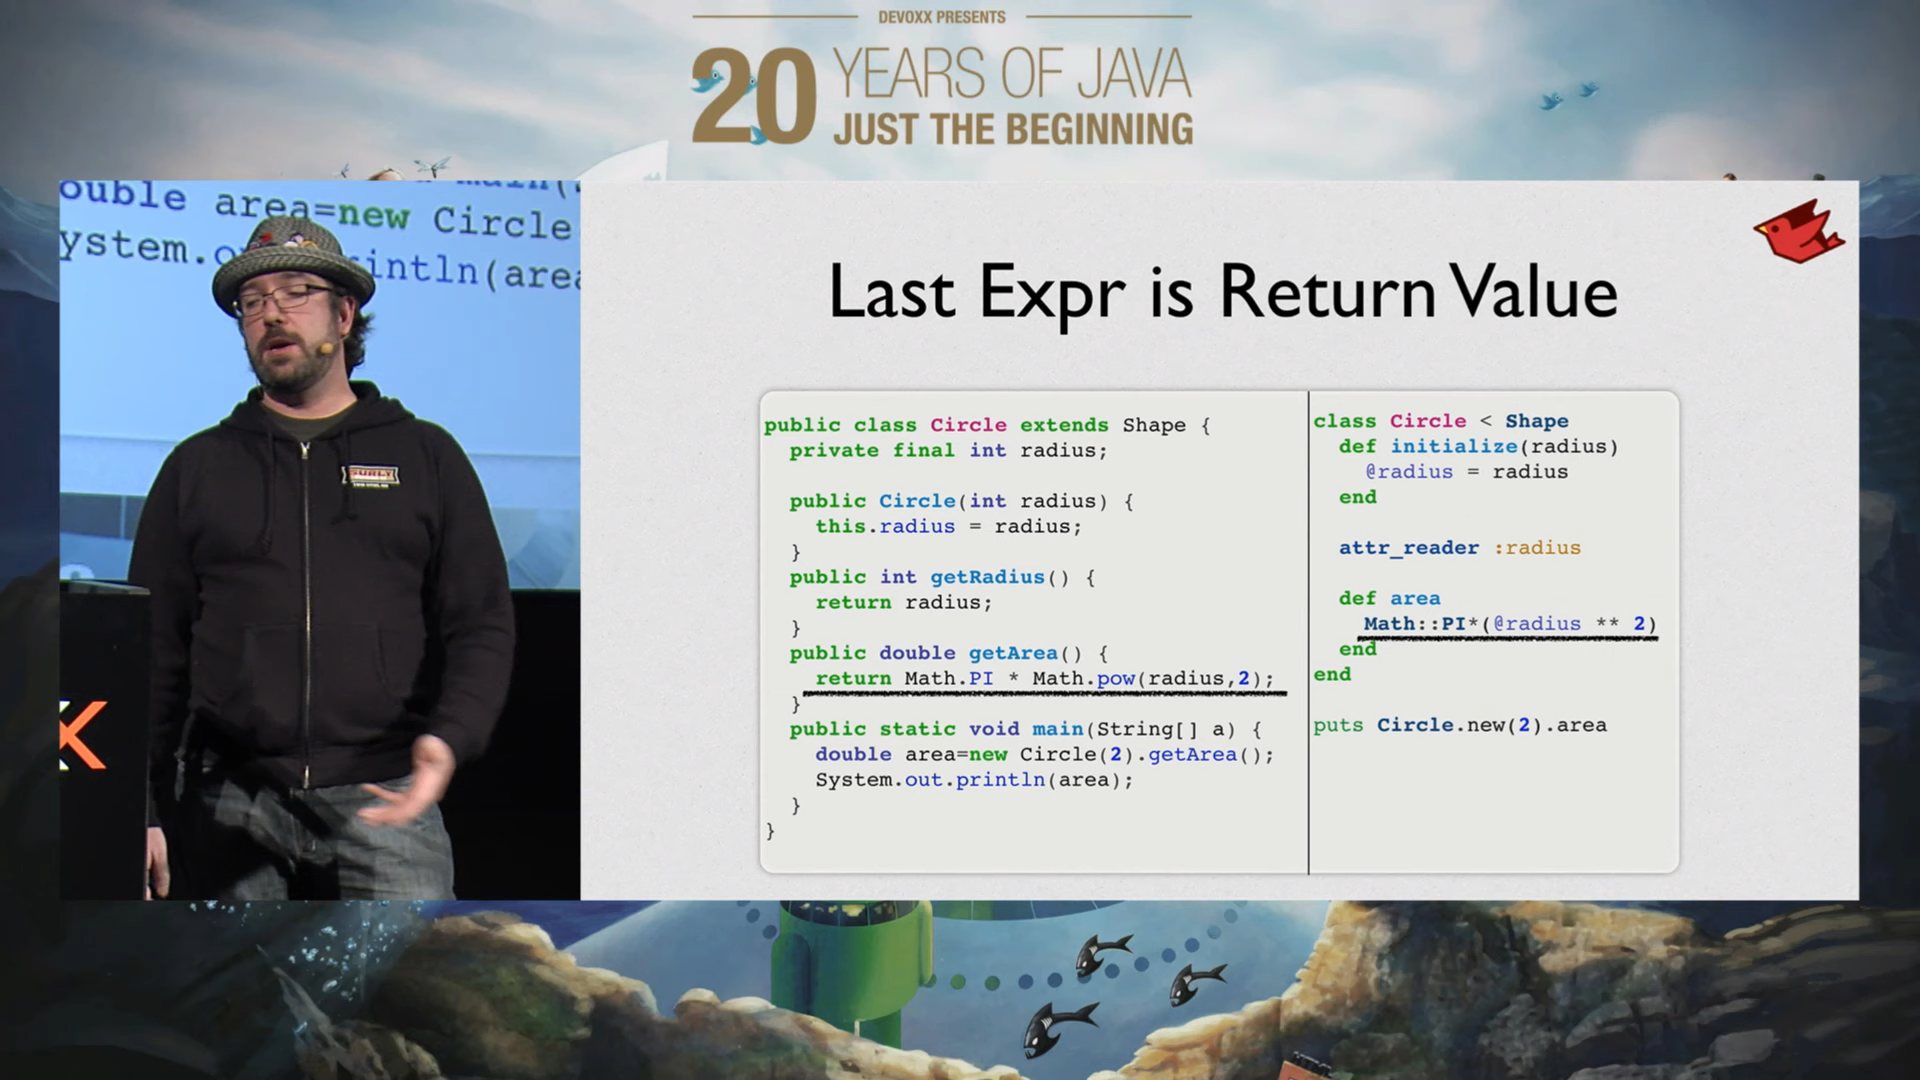 DEVOXX PRESENTS
20 YEARS OF JAVA
JUST THE BEGINNING
ouble area=new Circle
ystem.o intln(area
SURLY
Last Expr is Return Value
public class Circle extends Shape {
private final int radius;
public Circle(int radius) {
this.radius = radius;
}
public int getRadius() {
return radius;
}
public double getArea() {
return Math.PI * Math.pow(radius,2);
}
public static void main(String[] a) {
double area=new Circle(2).getArea();
System.out.println(area);
}
}
class Circle < Shape
def initialize(radius)
@radius = radius
end
attr_reader :radius
def area
Math::PI*(@radius ** 2)
end
end
puts Circle.new(2).area